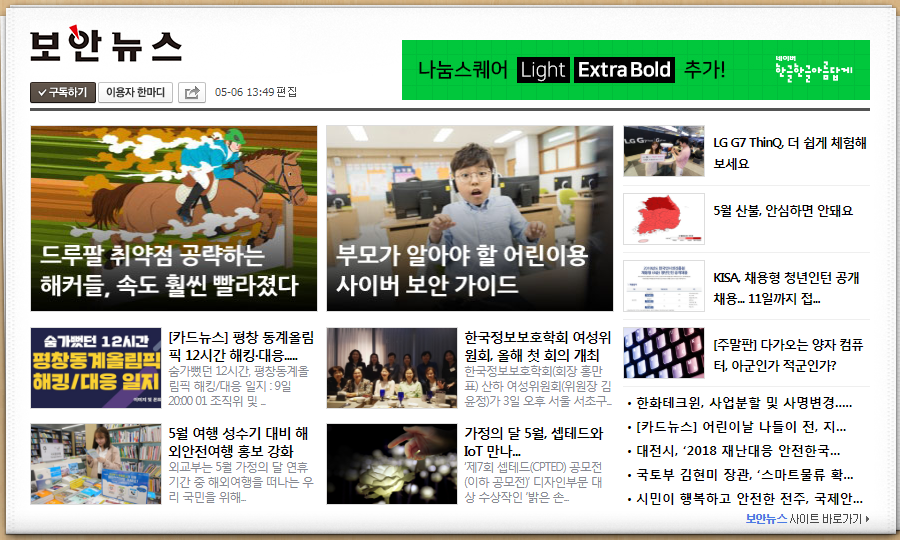 보안뉴스
구독하기
이용자 한마디
05-06 13:49 편집
나눔스퀘어 Light ExtraBold 추가!
네이버
한글한글아름답게
드루팔 취약점 공략하는
해커들, 속도 훨씬 빨라졌다
부모가 알아야 할 어린이용
사이버 보안 가이드
LG G7 ThinQ, 더 쉽게 체험해
보세요
5월 산불, 안심하면 안돼요
KISA, 채용형 청년인턴 공개
채용... 11일까지 접...
[주말판] 다가오는 양자 컴퓨
터, 아군인가 적군인가?
숨가빴던 12시간
평창동계올림픽
해킹/대응 일지
[카드뉴스] 평창 동계올림
픽 12시간 해킹·대응.....
숨가빴던 12시간, 평창동계올
림픽 해킹/대응 일지 : 9일
20:00 01 조직위 및 ...
한국정보보호학회 여성위
원회, 올해 첫 회의 개최
한국정보보호학회(회장 홍만
표) 산하 여성위원회(위원장 김
윤정)가 3일 오후 서울 서초구...
5월 여행 성수기 대비 해
외안전여행 홍보 강화
외교부는 5월 가정의 달 연휴
기간 중 해외여행을 떠나는 우
리 국민을 위해...
가정의 달 5월, 셉테드와
IoT 만나...
'제7회 셉테드(CPTED) 공모전
(이하 공모전)' 디자인부문 대
상 수상작인 '밝은 손...
• 한화테크윈, 사업분할 및 사명변경.....
• [카드뉴스] 어린이날 나들이 전, 지...
• 대전시, '2018 재난대응 안전한국...
• 국토부 김현미 장관, '스마트물류 확...
• 시민이 행복하고 안전한 전주, 국제안...
보안뉴스 사이트 바로가기